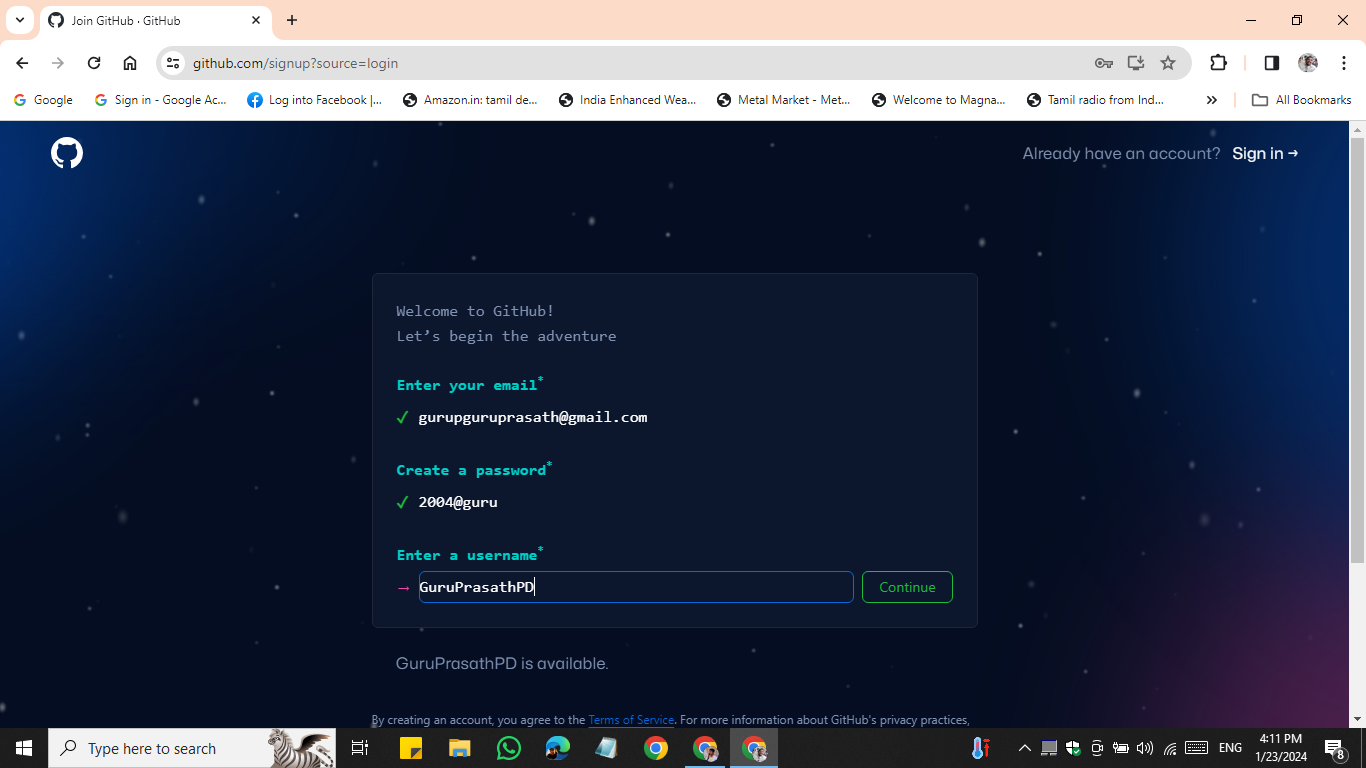 Join GitHub · GitHub
github.com/signup?source=login
Google
Sign in - Google Ac...
Log into Facebook |...
Amazon.in: tamil de...
India Enhanced Wea...
Metal Market - Met...
Welcome to Magna...
Tamil radio from Ind...
All Bookmarks
Already have an account? Sign in →
Welcome to GitHub!
Let’s begin the adventure
Enter your email*
✓ gurupguruprasath@gmail.com
Create a password*
✓ 2004@guru
Enter a username*
→ GuruPrasathPD
Continue
GuruPrasathPD is available.
By creating an account, you agree to the Terms of Service. For more information about GitHub's privacy practices,
Type here to search
ENG
4:11 PM
1/23/2024
8